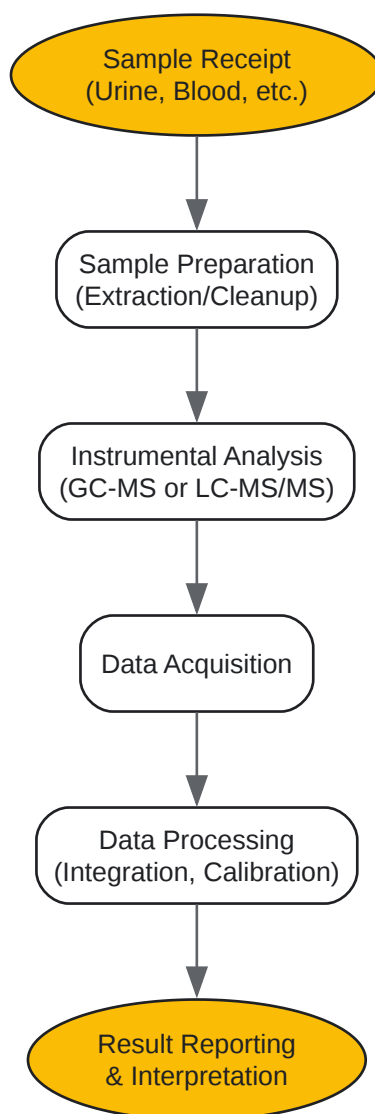 Sample Receipt
(Urine, Blood, etc.)
Sample Preparation
(Extraction/Cleanup)
Instrumental Analysis
(GC-MS or LC-MS/MS)
Data Acquisition
Data Processing
(Integration, Calibration)
Result Reporting
& Interpretation